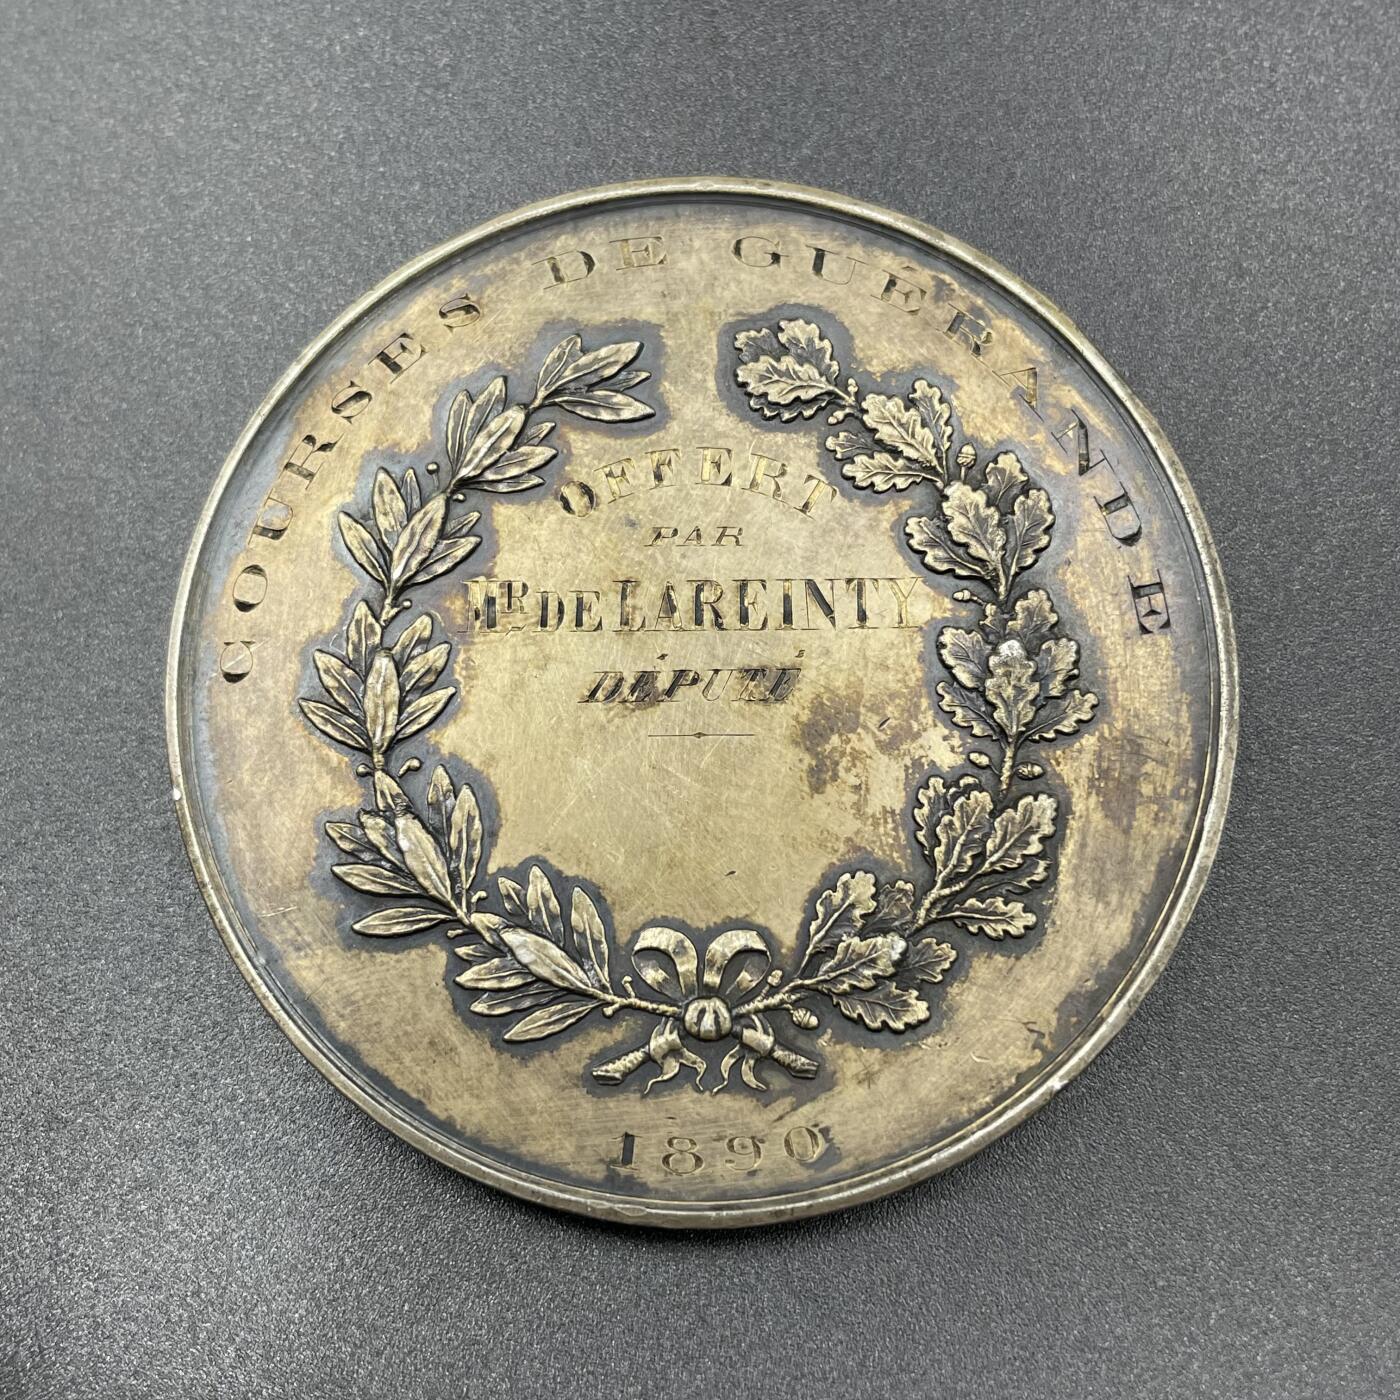 COURSES DE GUÉRANDE
OFFERT
PAR
MR. DE LAREINTY
DÉPUTÉ
1890